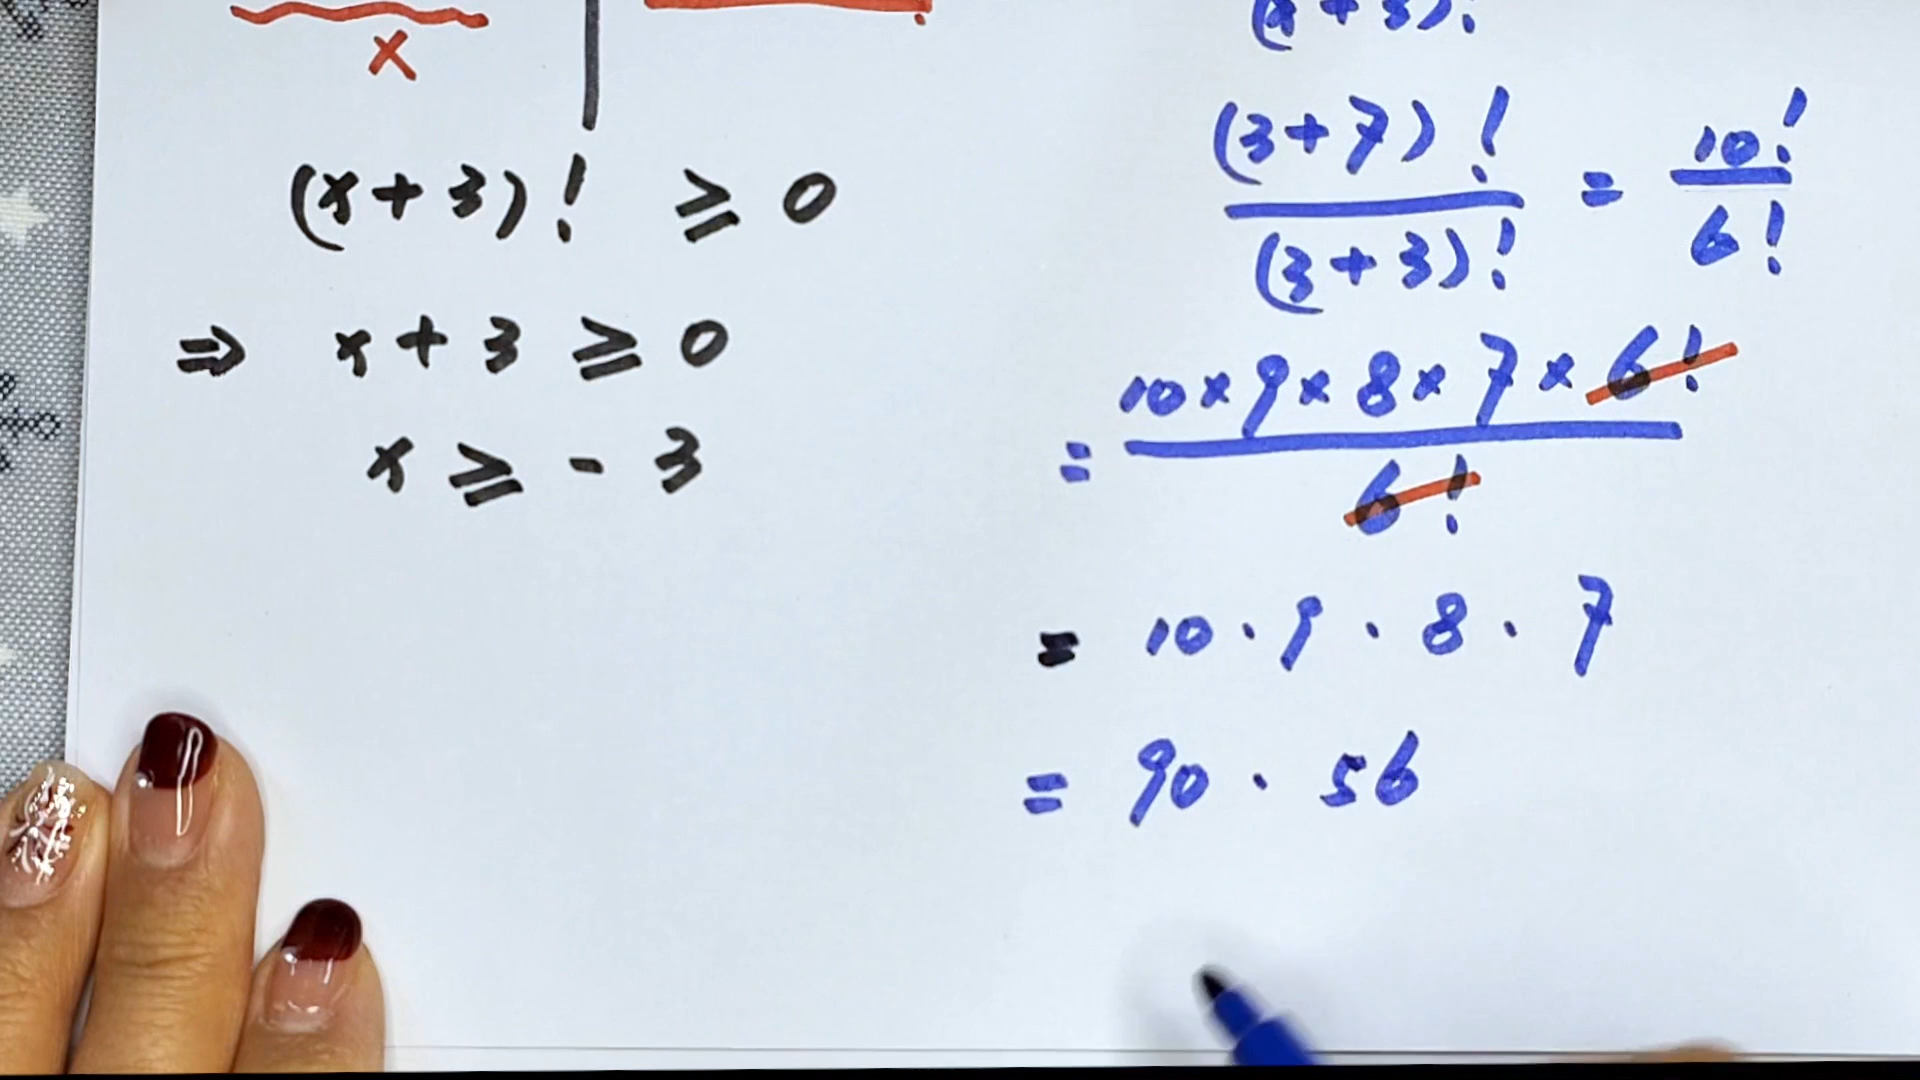 x
(x + 3)! ≥ 0
⇒ x + 3 ≥ 0
x ≥ - 3
(x + 3)!
(3 + 7)! / (3 + 3)! = 10! / 6!
= 10 × 9 × 8 × 7 × 6! / 6!
= 10 · 9 · 8 · 7
= 90 · 56